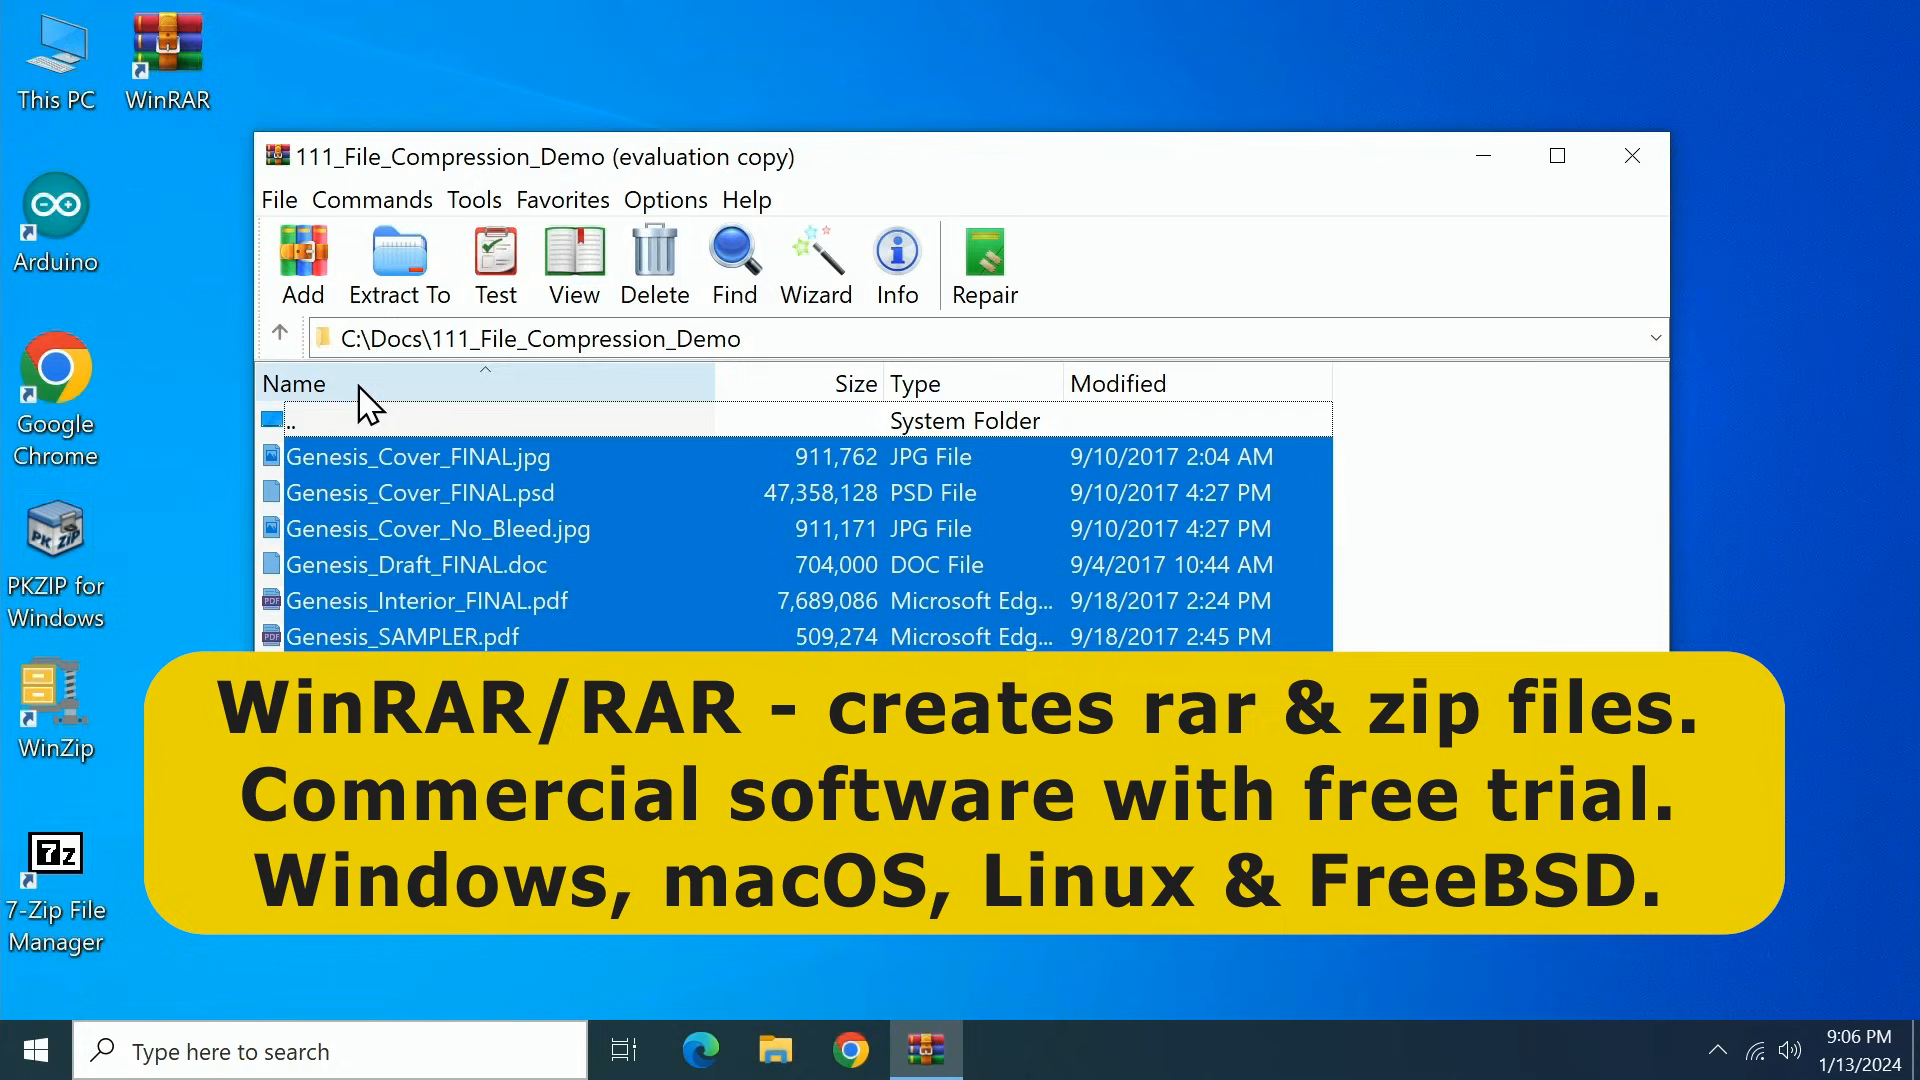 This PC
WinRAR
Arduino
Google
Chrome
PK ZIP
PKZIP for
Windows
WinZip
7z
7-Zip File
Manager
111_File_Compression_Demo (evaluation copy)
File Commands Tools Favorites Options Help
Add Extract To Test View Delete Find Wizard Info Repair
C:\Docs\111_File_Compression_Demo
Name Size Type Modified
.. System Folder
Genesis_Cover_FINAL.jpg 911,762 JPG File 9/10/2017 2:04 AM
Genesis_Cover_FINAL.psd 47,358,128 PSD File 9/10/2017 4:27 PM
Genesis_Cover_No_Bleed.jpg 911,171 JPG File 9/10/2017 4:27 PM
Genesis_Draft_FINAL.doc 704,000 DOC File 9/4/2017 10:44 AM
PDF Genesis_Interior_FINAL.pdf 7,689,086 Microsoft Edg... 9/18/2017 2:24 PM
PDF Genesis_SAMPLER.pdf 509,274 Microsoft Edg... 9/18/2017 2:45 PM
WinRAR/RAR - creates rar & zip files.
Commercial software with free trial.
Windows, macOS, Linux & FreeBSD.
Type here to search
9:06 PM
1/13/2024